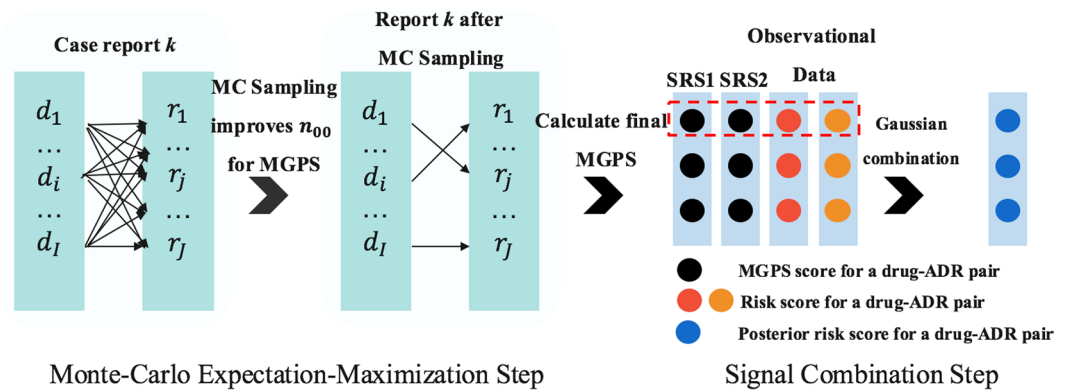 Case report k
d1
...
di
...
dI
r1
...
rj
...
rJ
MC Sampling
improves n00
for MGPS
Report k after
MC Sampling
d1
...
di
...
dI
r1
...
rj
...
rJ
Calculate final
MGPS
Observational
Data
SRS1 SRS2
Gaussian
combination
MGPS score for a drug-ADR pair
Risk score for a drug-ADR pair
Posterior risk score for a drug-ADR pair
Monte-Carlo Expectation-Maximization Step
Signal Combination Step